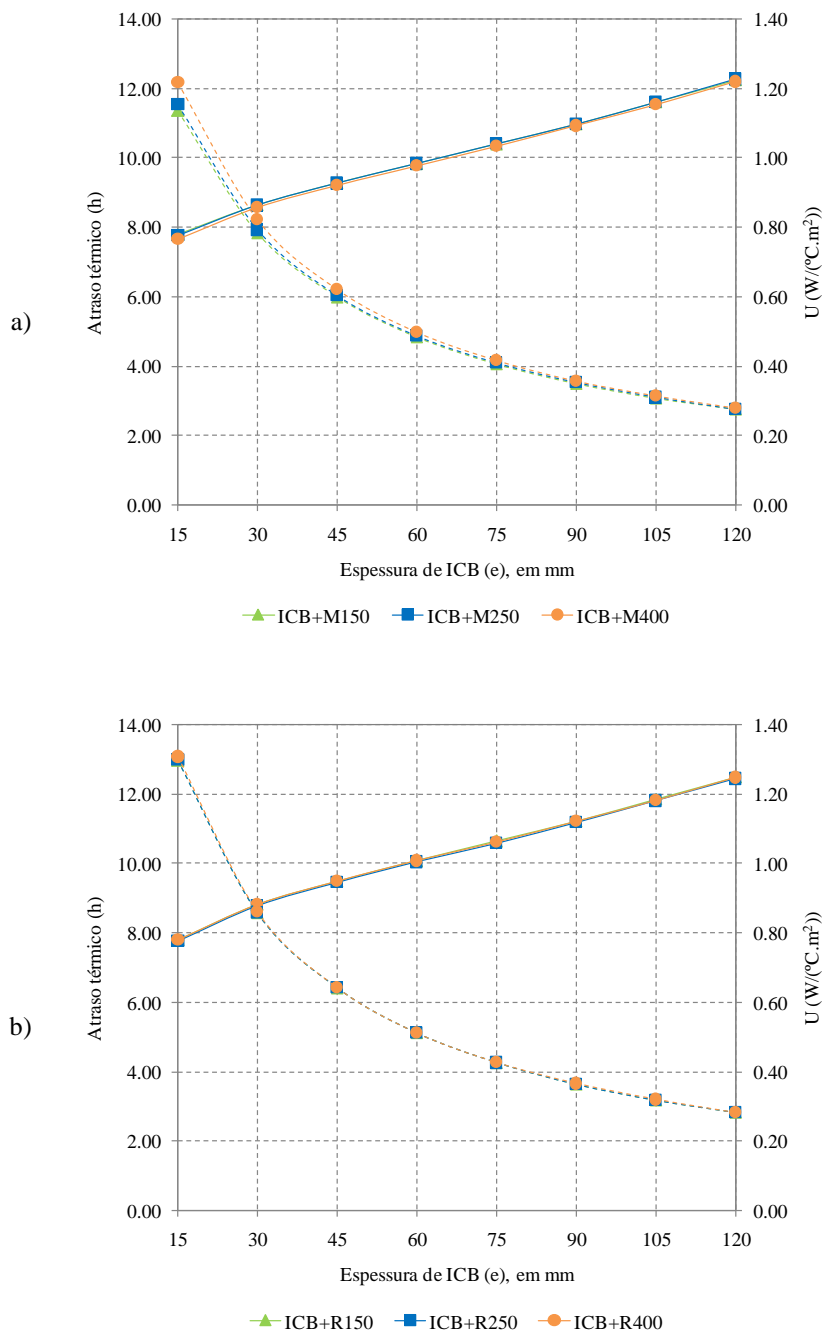 a)
Atraso térmico (h)
14.00
12.00
10.00
8.00
6.00
4.00
2.00
0.00
1.40
1.20
1.00
0.80
0.60
0.40
0.20
0.00
U (W/(ºC.m²)
15 30 45 60 75 90 105 120
Espessura de ICB (e), em mm
ICB+M150 ICB+M250 ICB+M400
b)
Atraso térmico (h)
14.00
12.00
10.00
8.00
6.00
4.00
2.00
0.00
1.40
1.20
1.00
0.80
0.60
0.40
0.20
0.00
U (W/(ºC.m²)
15 30 45 60 75 90 105 120
Espessura de ICB (e), em mm
ICB+R150 ICB+R250 ICB+R400